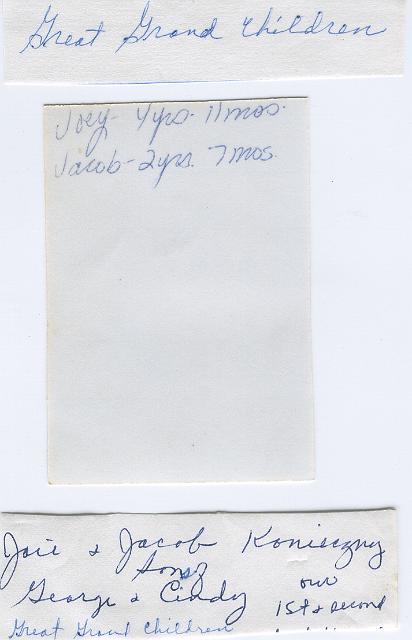 Great Grand Children
Joey- 4yrs. 11mos.
Jacob- 2yrs. 7mos.
Joie & Jacob Konieczny
Sons of
George & Cindy our
1st & second
Great Grand Children